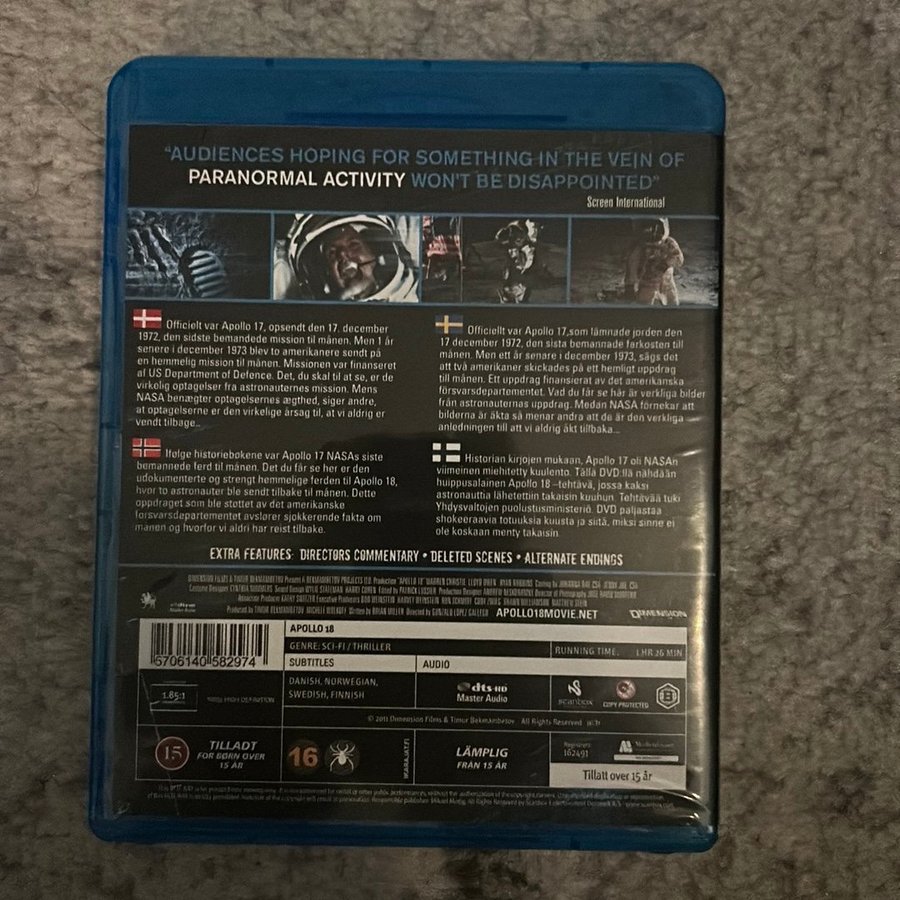 "AUDIENCES HOPING FOR SOMETHING IN THE VEIN OF
PARANORMAL ACTIVITY WON'T BE DISAPPOINTED"
Screen International
Officielt var Apollo 17, opsendt den 17. december
1972, den sidste bemandede mission til månen. Men 1 år
senere i december 1973 blev to amerikanere sendt på
en hemmelig mission til månen. Missionen var finanseret
af US Department of Defence. Det, du skal til at se, er de
virkelig optagelser fra astronauternes mission. Mens
NASA benægter optagelsernes ægthed, siger andre,
at optagelserne er den virkelige årsag til, at vi aldrig er
vendt tilbage...
Officiellt var Apollo 17,som lämnade jorden den
17 december 1972, den sista bemannade farkosten till
månen. Men ett år senare i december 1973, sägs det
att två amerikaner skickades på ett hemligt uppdrag
till månen. Ett uppdrag finansierat av det amerikanska
försvarsdepartementet. Vad du får se här är verkliga bilder
från astronauternas uppdrag. Medan NASA förnekar att
bilderna är äkta så menar andra att de är den verkliga
anledningen till att vi aldrig åkt tillbaka...
Ifølge historiebøkene var Apollo 17 NASAs siste
bemannede ferd til månen. Det du får se her er den
udokumenterte og strengt hemmelige ferden til Apollo 18,
hvor to astronauter ble sendt tilbake til månen. Dette
oppdraget som ble støttet av det amerikanske
forsvarsdepartementet avslører sjokkerende fakta om
månen og hvorfor vi aldri har reist tilbake.
Historian kirjojen mukaan, Apollo 17 oli NASAn
viimeinen miehitetty kuulento. Tällä DVD:llä nähdään
huippusalainen Apollo 18 –tehtävä, jossa kaksi
astronauttia lähetettiin takaisin kuuhun. Tehtävää tuki
Yhdysvaltojen puolustusministeriö. DVD paljastaa
shokeeraavia totuuksia kuusta ja siitä, miksi sinne ei
ole koskaan menty takaisin.
EXTRA FEATURES: DIRECTORS COMMENTARY • DELETED SCENES • ALTERNATE ENDINGS
APOLLO18MOVIE.NET
DIMENSION
APOLLO 18
GENRE: SCI-FI / THRILLER
RUNNING TIME: 1 HR 26 MIN
SUBTITLES
AUDIO
5706140 582974
1.85:1
DANISH, NORWEGIAN,
SWEDISH, FINNISH
dts-HD
Master Audio
scanbox
COPY PROTECTED
B
© 2011 Dimension Films & Timur Bekmambetov All Rights Reserved
15
TILLADT
FOR BØRN OVER
15 ÅR
16
LÄMPLIG
FRÅN 15 ÅR
162491
Tillatt over 15 år